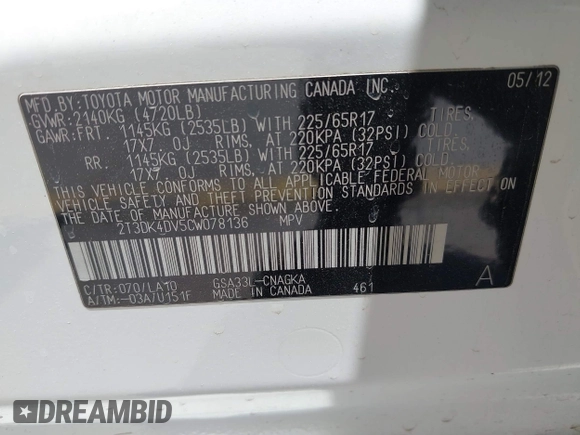 MFD. BY: TOYOTA MOTOR MANUFACTURING CANADA INC. 05/12
GVWR: 2140KG (4720LB)
GAWR: FRT. 1145KG (2535LB) WITH 225/65R17 TIRES,
17X7. 0J RIMS, AT 220KPA (32PSI) COLD.
RR. 1145KG (2535LB) WITH 225/65R17 TIRES,
17X7. 0J RIMS, AT 220KPA (32PSI) COLD.
THIS VEHICLE CONFORMS TO ALL APPLICABLE FEDERAL MOTOR
VEHICLE SAFETY AND THEFT PREVENTION STANDARDS IN EFFECT ON
THE DATE OF MANUFACTURE SHOWN ABOVE.
2T3DK4DV5CW078136 MPV
C/TR: 070/LA10 GSA33L-CNAGKA A
A/TM: -03A/U151F MADE IN CANADA 461
DREAMBID